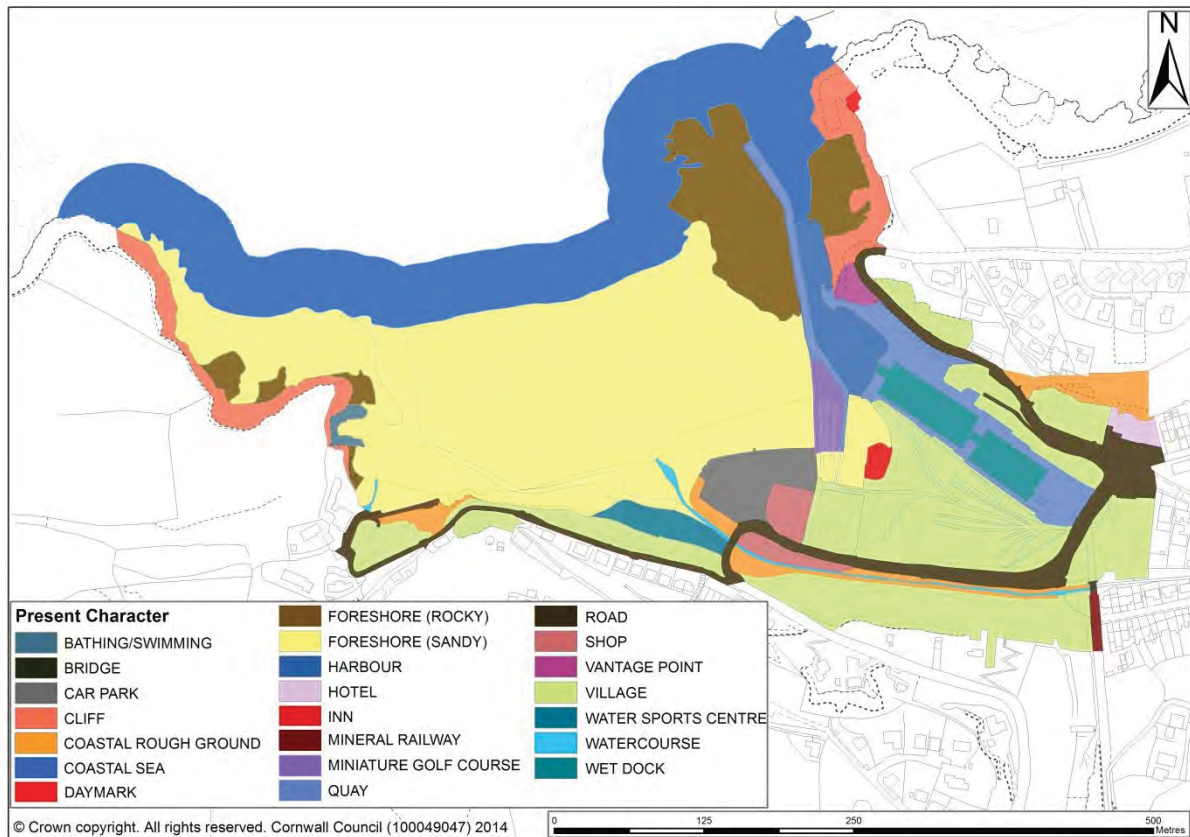 N
Present Character
BATHING/SWIMMING
BRIDGE
CAR PARK
CLIFF
COASTAL ROUGH GROUND
COASTAL SEA
DAYMARK
FORESHORE (ROCKY)
FORESHORE (SANDY)
HARBOUR
HOTEL
INN
MINERAL RAILWAY
MINIATURE GOLF COURSE
QUAY
ROAD
SHOP
VANTAGE POINT
VILLAGE
WATER SPORTS CENTRE
WATERCOURSE
WET DOCK
© Crown copyright. All rights reserved. Cornwall Council (100049047) 2014
0 125 250 500
Metres